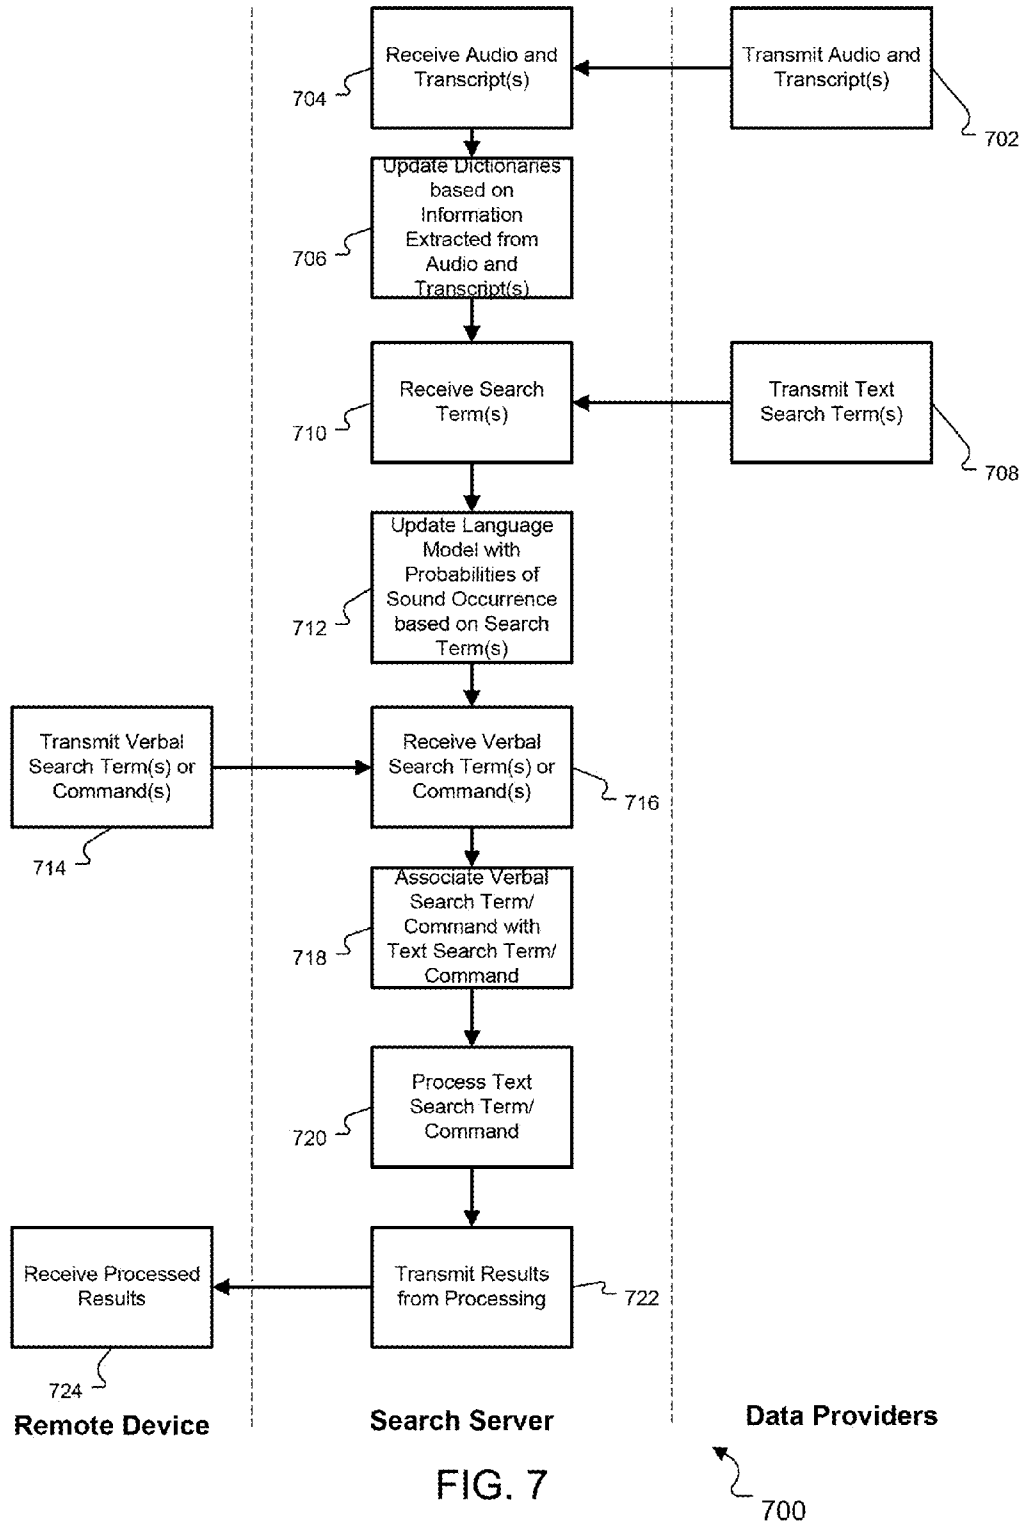 Receive Audio and
Transcript(s)
704
Transmit Audio and
Transcript(s)
702
Update Dictionaries
based on
Information
Extracted from
Audio and
Transcript(s)
706
Receive Search
Term(s)
710
Transmit Text
Search Term(s)
708
Update Language
Model with
Probabilities of
Sound Occurrence
based on Search
Term(s)
712
Transmit Verbal
Search Term(s) or
Command(s)
714
Receive Verbal
Search Term(s) or
Command(s)
716
Associate Verbal
Search Term/
Command with
Text Search Term/
Command
718
Process Text
Search Term/
Command
720
Receive Processed
Results
724
Transmit Results
from Processing
722
Remote Device
Search Server
Data Providers
FIG. 7
700